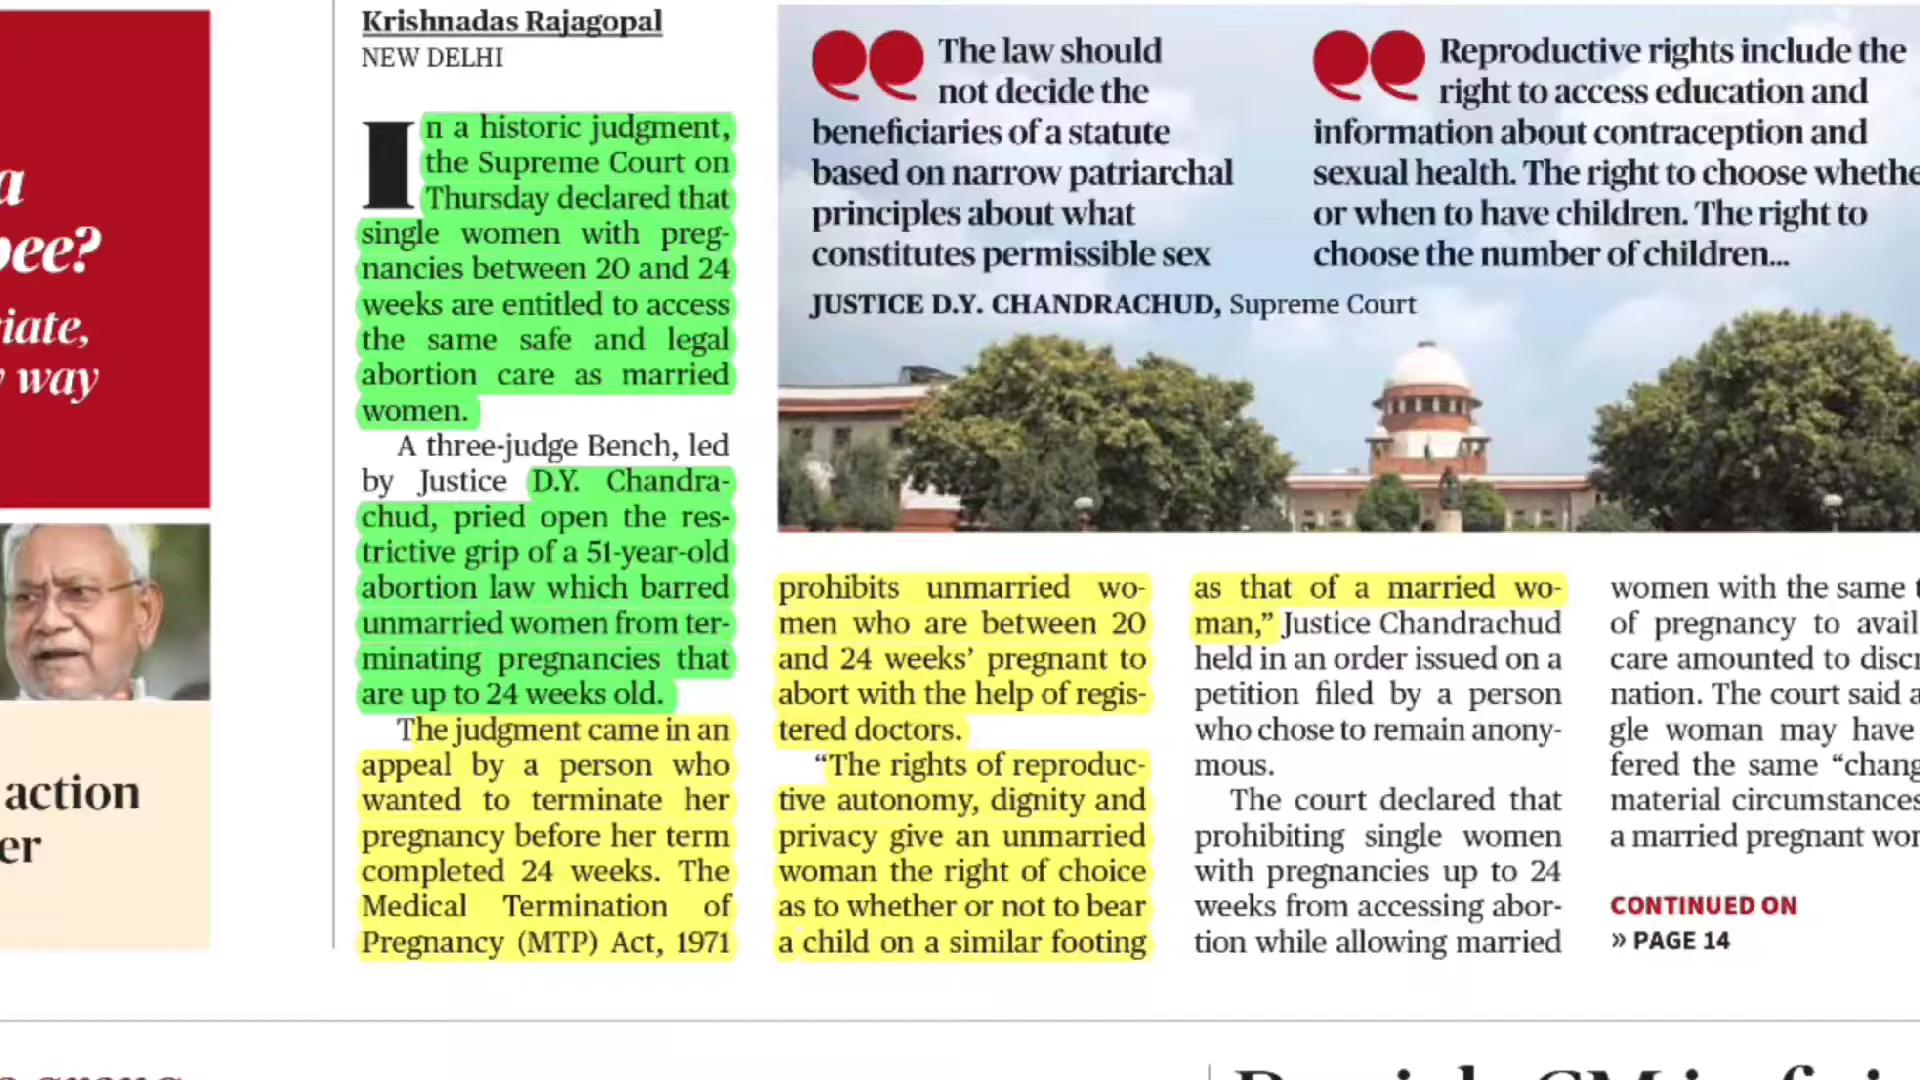 a
bee?
iate,
way
action
er
Krishnadas Rajagopal
NEW DELHI
In a historic judgment,
the Supreme Court on
Thursday declared that
single women with preg-
nancies between 20 and 24
weeks are entitled to access
the same safe and legal
abortion care as married
women.
A three-judge Bench, led
by Justice D.Y. Chandra-
chud, pried open the res-
trictive grip of a 51-year-old
abortion law which barred
unmarried women from ter-
minating pregnancies that
are up to 24 weeks old.
The judgment came in an
appeal by a person who
wanted to terminate her
pregnancy before her term
completed 24 weeks. The
Medical Termination of
Pregnancy (MTP) Act, 1971
The law should
not decide the
beneficiaries of a statute
based on narrow patriarchal
principles about what
constitutes permissible sex
Reproductive rights include the
right to access education and
information about contraception and
sexual health. The right to choose whethe
or when to have children. The right to
choose the number of children...
JUSTICE D.Y. CHANDRACHUD, Supreme Court
prohibits unmarried wo-
men who are between 20
and 24 weeks’ pregnant to
abort with the help of regis-
tered doctors.
“The rights of reproduc-
tive autonomy, dignity and
privacy give an unmarried
woman the right of choice
as to whether or not to bear
a child on a similar footing
as that of a married wo-
man,” Justice Chandrachud
held in an order issued on a
petition filed by a person
who chose to remain anony-
mous.
The court declared that
prohibiting single women
with pregnancies up to 24
weeks from accessing abor-
tion while allowing married
women with the same t
of pregnancy to avail
care amounted to discr
nation. The court said a
gle woman may have
fered the same “chang
material circumstances
a married pregnant wor
CONTINUED ON
» PAGE 14